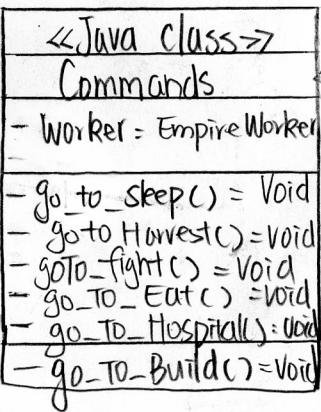 <<Java class>>
Commands
- Worker = EmpireWorker
- go_to_sleep() = Void
- goto Harvest() = void
- goTo_fight() = Void
- go_To_Eat() = void
- go_To_Hospital() = void
- go_To_Build() = Void